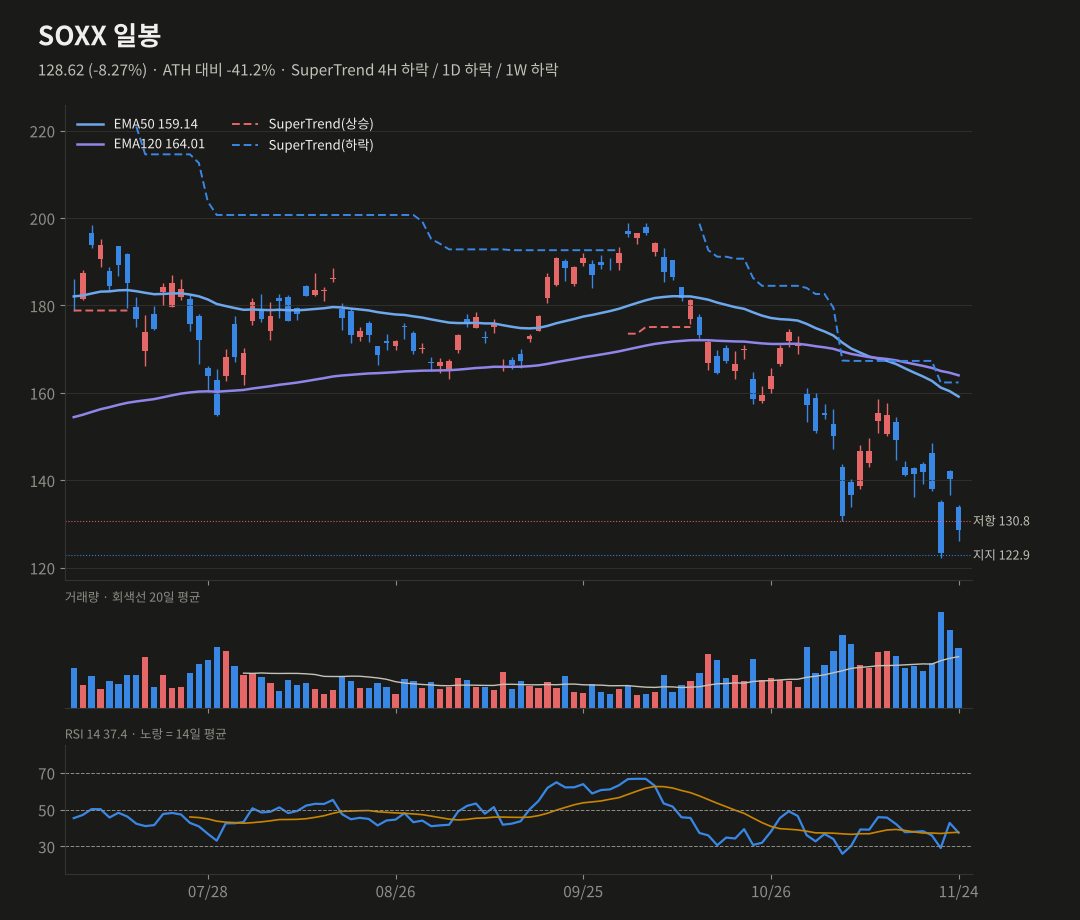 SOXX 일봉
128.62 (-8.27%) · ATH 대비 -41.2% · SuperTrend 4H 하락 / 1D 하락 / 1W 하락
EMA50 159.14
SuperTrend(상승)
EMA120 164.01
SuperTrend(하락)
220
200
180
160
140
120
저항 130.8
지지 122.9
거래량 · 회색선 20일 평균
RSI 14 37.4 · 노랑 = 14일 평균
70
50
30
07/28
08/26
09/25
10/26
11/24